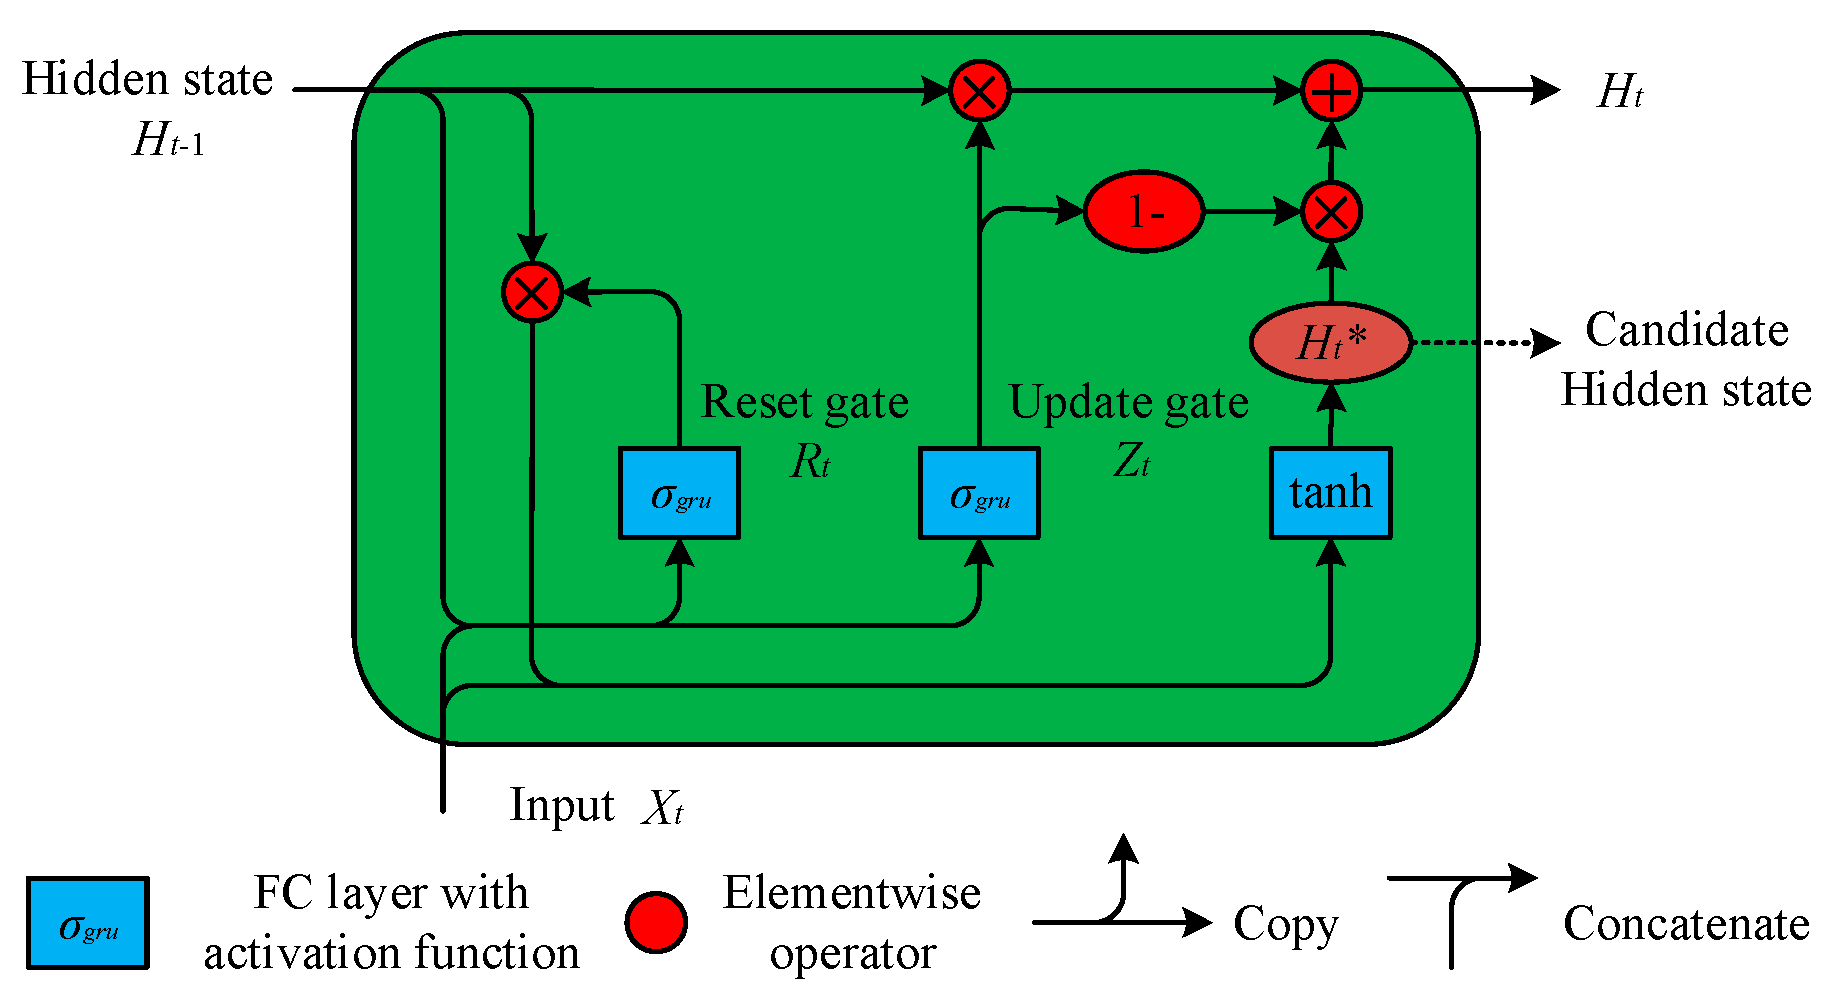 Hidden state
Ht-1
Ht
1-
Ht*
Candidate
Hidden state
Reset gate
Rt
Update gate
Zt
σgru
σgru
tanh
Input Xt
σgru
FC layer with
activation function
Elementwise
operator
Copy
Concatenate